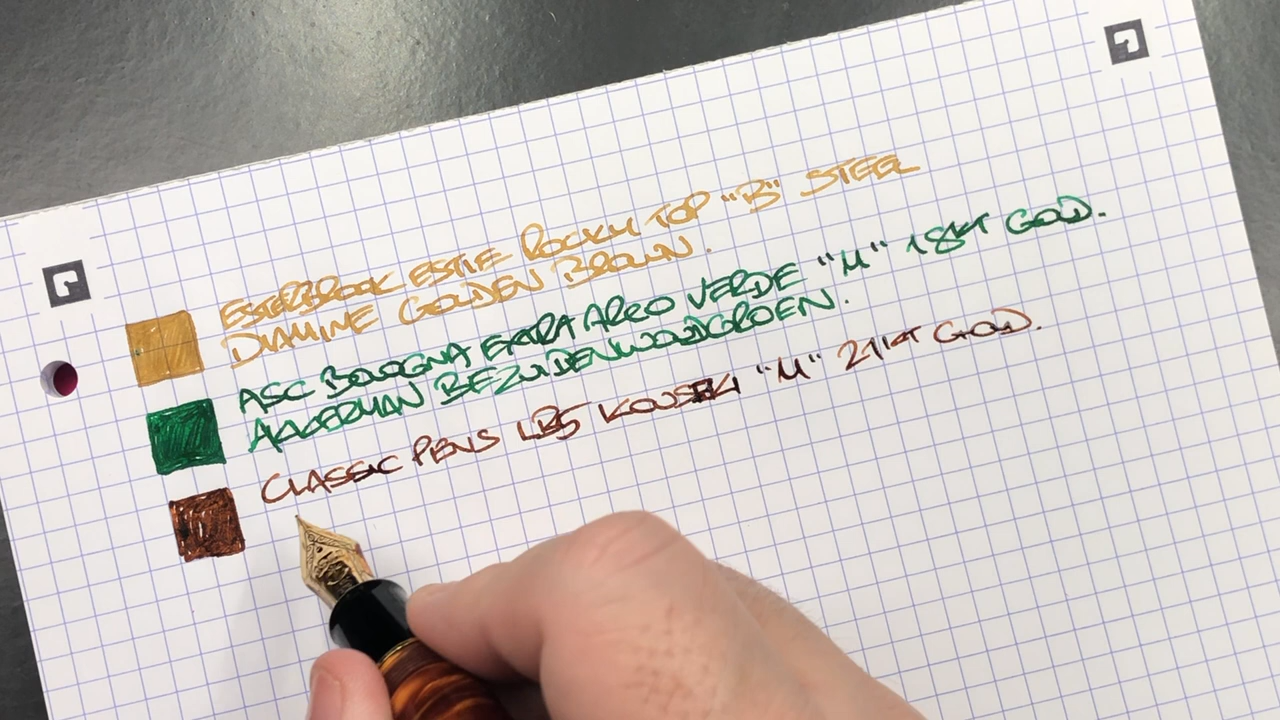 ESTERBROOK ESTIE ROCKY TOP "B" STEEL
DIAMINE GOLDEN BROWN.
ASC BOLOGNA EXTRA ARCO VERDE "M" 18KT GOLD.
AKKERMAN BEZUIDENWOUDGROEN.
CLASSIC PENS LB5 KOUSEKI "M" 21KT GOLD.